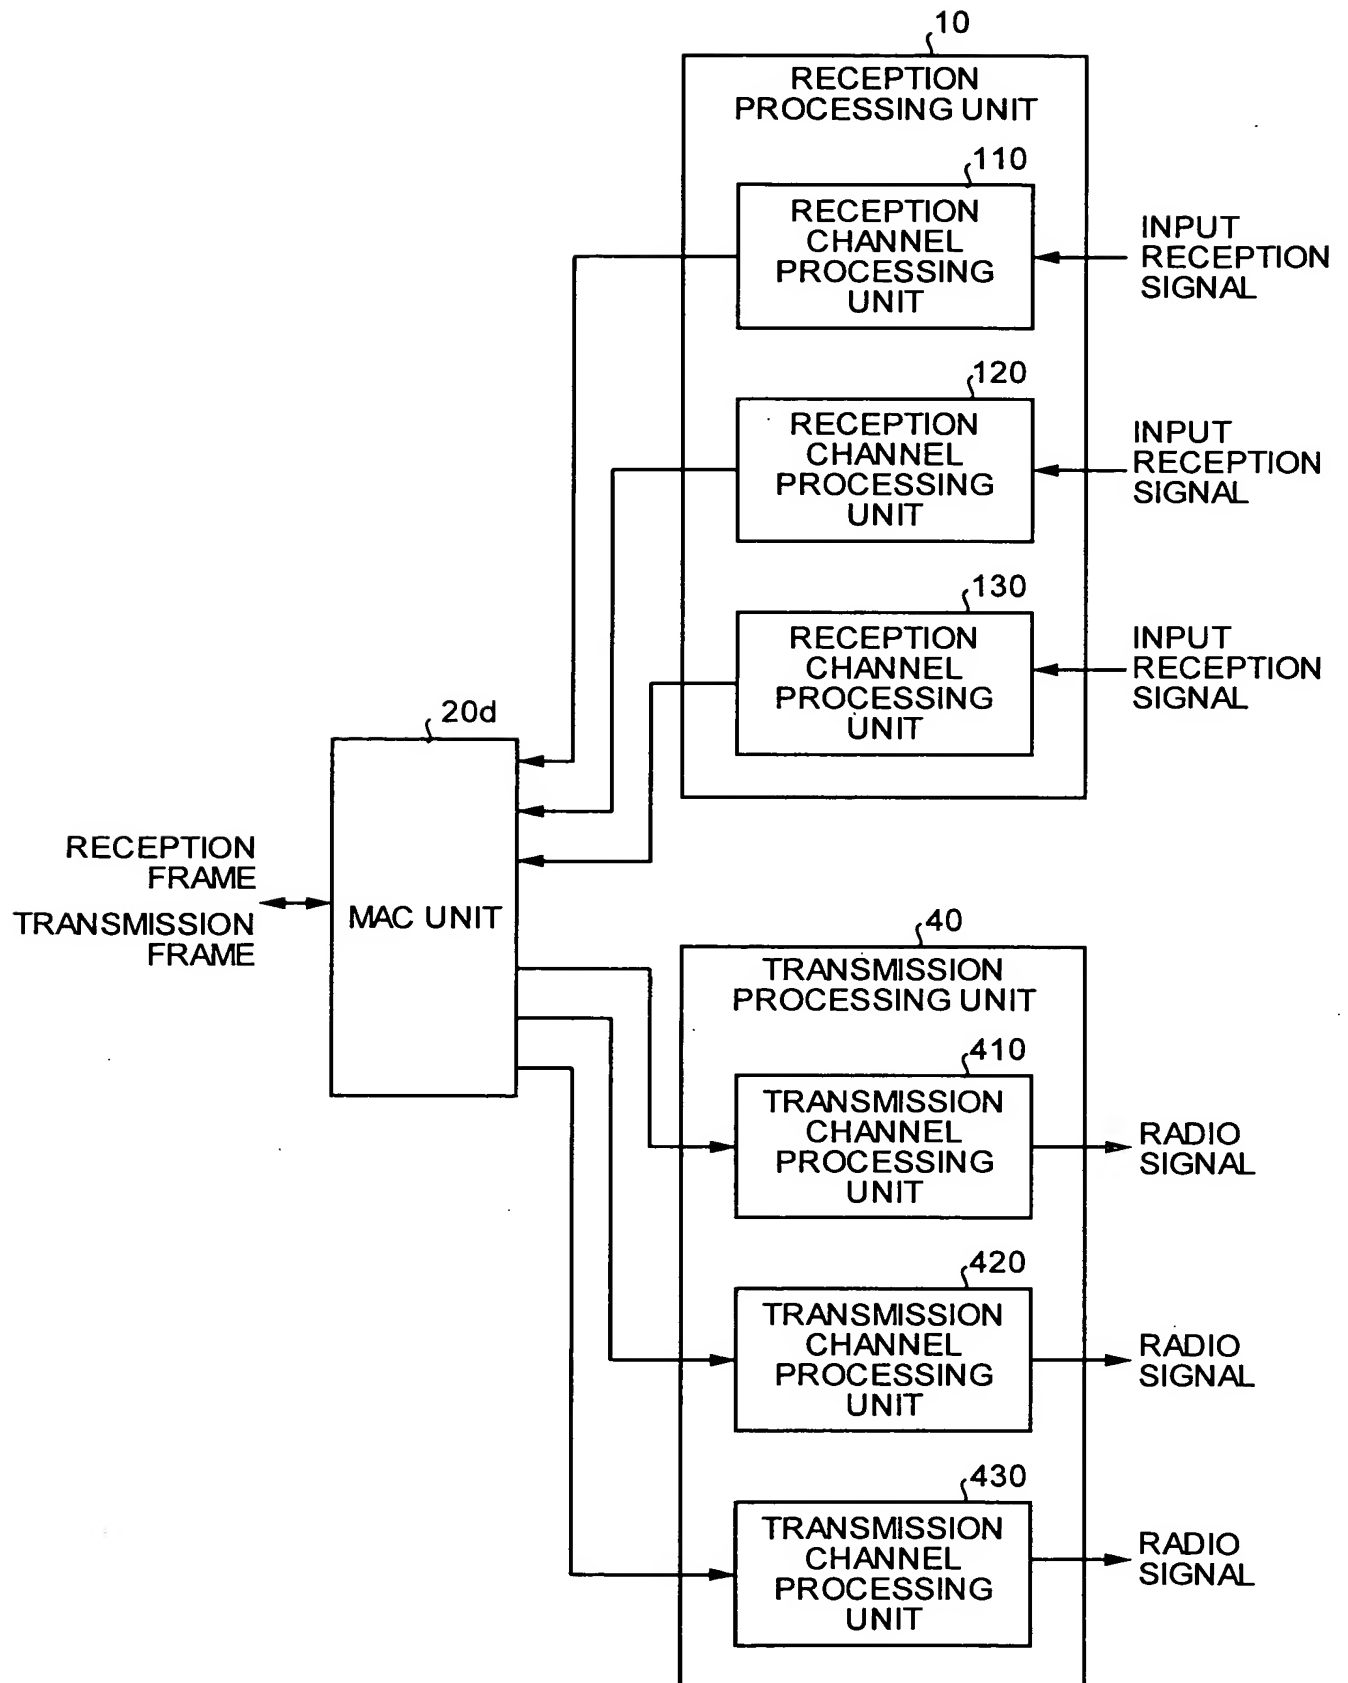 10
RECEPTION
PROCESSING UNIT
110
RECEPTION
CHANNEL
PROCESSING
UNIT
INPUT
RECEPTION
SIGNAL
120
RECEPTION
CHANNEL
PROCESSING
UNIT
INPUT
RECEPTION
SIGNAL
130
RECEPTION
CHANNEL
PROCESSING
UNIT
INPUT
RECEPTION
SIGNAL
20d
MAC UNIT
RECEPTION
FRAME
TRANSMISSION
FRAME
40
TRANSMISSION
PROCESSING UNIT
410
TRANSMISSION
CHANNEL
PROCESSING
UNIT
RADIO
SIGNAL
420
TRANSMISSION
CHANNEL
PROCESSING
UNIT
RADIO
SIGNAL
430
TRANSMISSION
CHANNEL
PROCESSING
UNIT
RADIO
SIGNAL